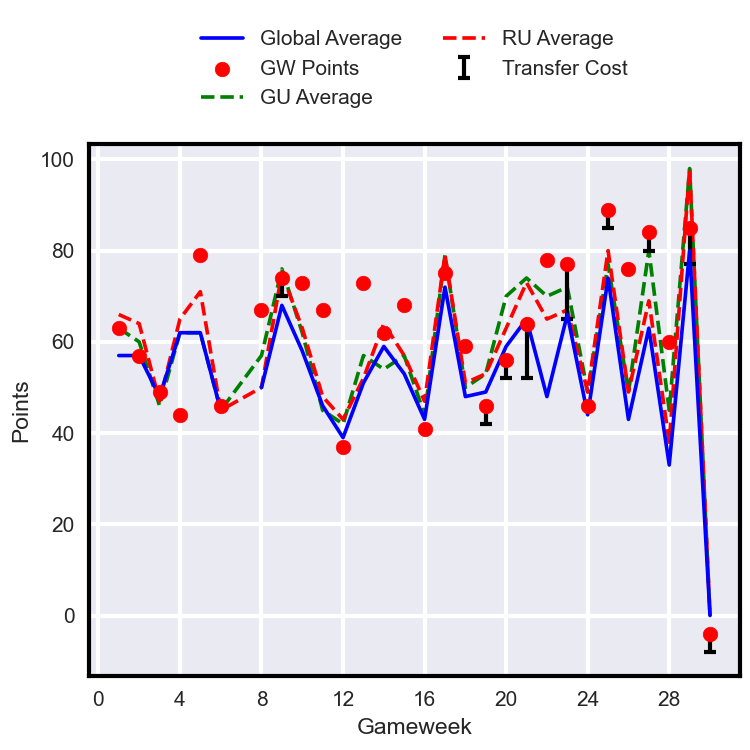 Global Average
GW Points
GU Average
RU Average
Transfer Cost
100
80
60
40
20
0
Points
0 4 8 12 16 20 24 28
Gameweek